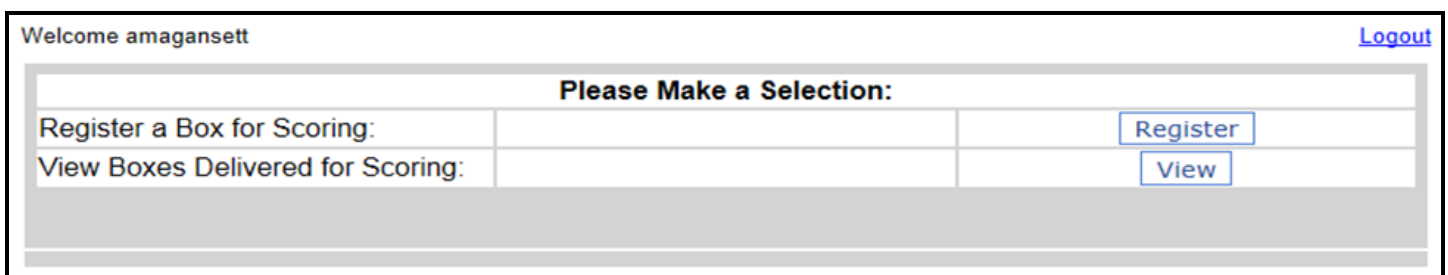 Welcome amagansett Logout
Please Make a Selection:
Register a Box for Scoring: Register
View Boxes Delivered for Scoring: View